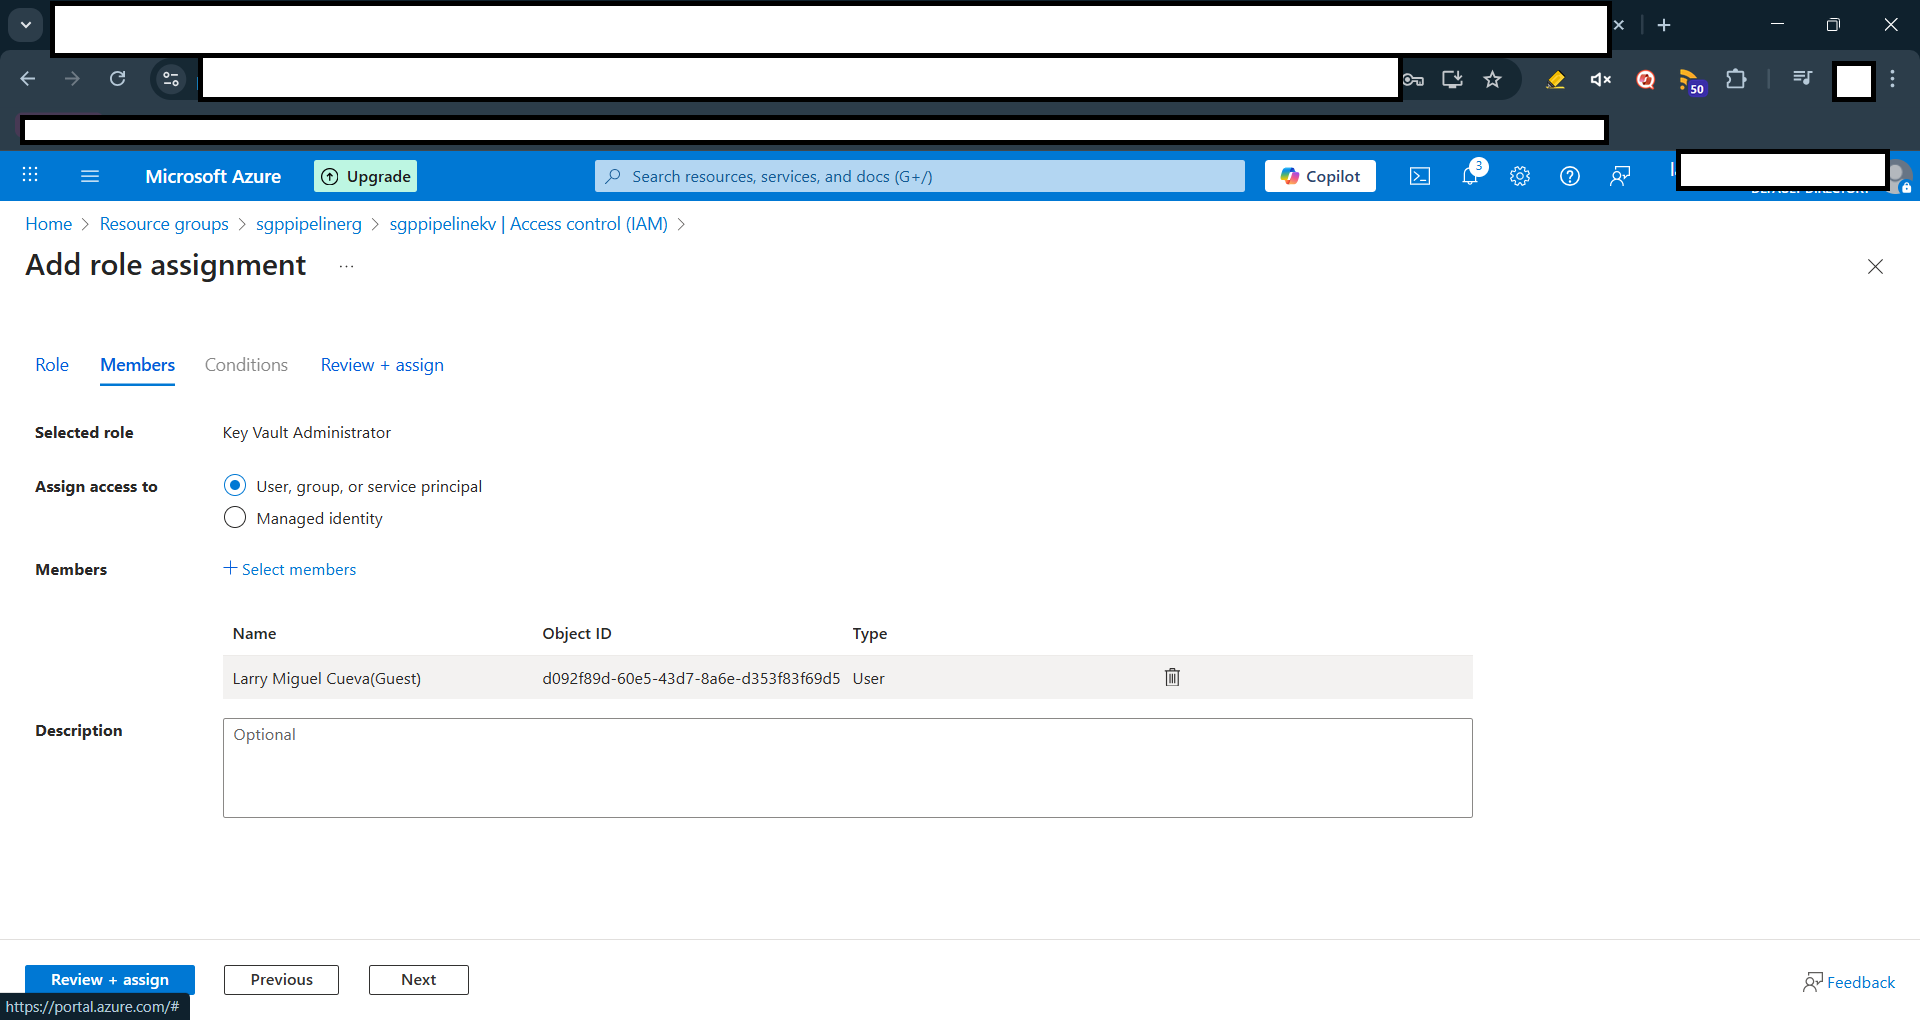 50
Microsoft Azure
Upgrade
Search resources, services, and docs (G+/)
Copilot
3
Home > Resource groups > sgppipelinerg > sgppipelinekv | Access control (IAM) >
Add role assignment ...
Role Members Conditions Review + assign
Selected role Key Vault Administrator
Assign access to User, group, or service principal
Managed identity
Members + Select members
Name Object ID Type
Larry Miguel Cueva(Guest) d092f89d-60e5-43d7-8a6e-d353f83f69d5 User
Description Optional
Review + assign Previous Next
Feedback
https://portal.azure.com/#